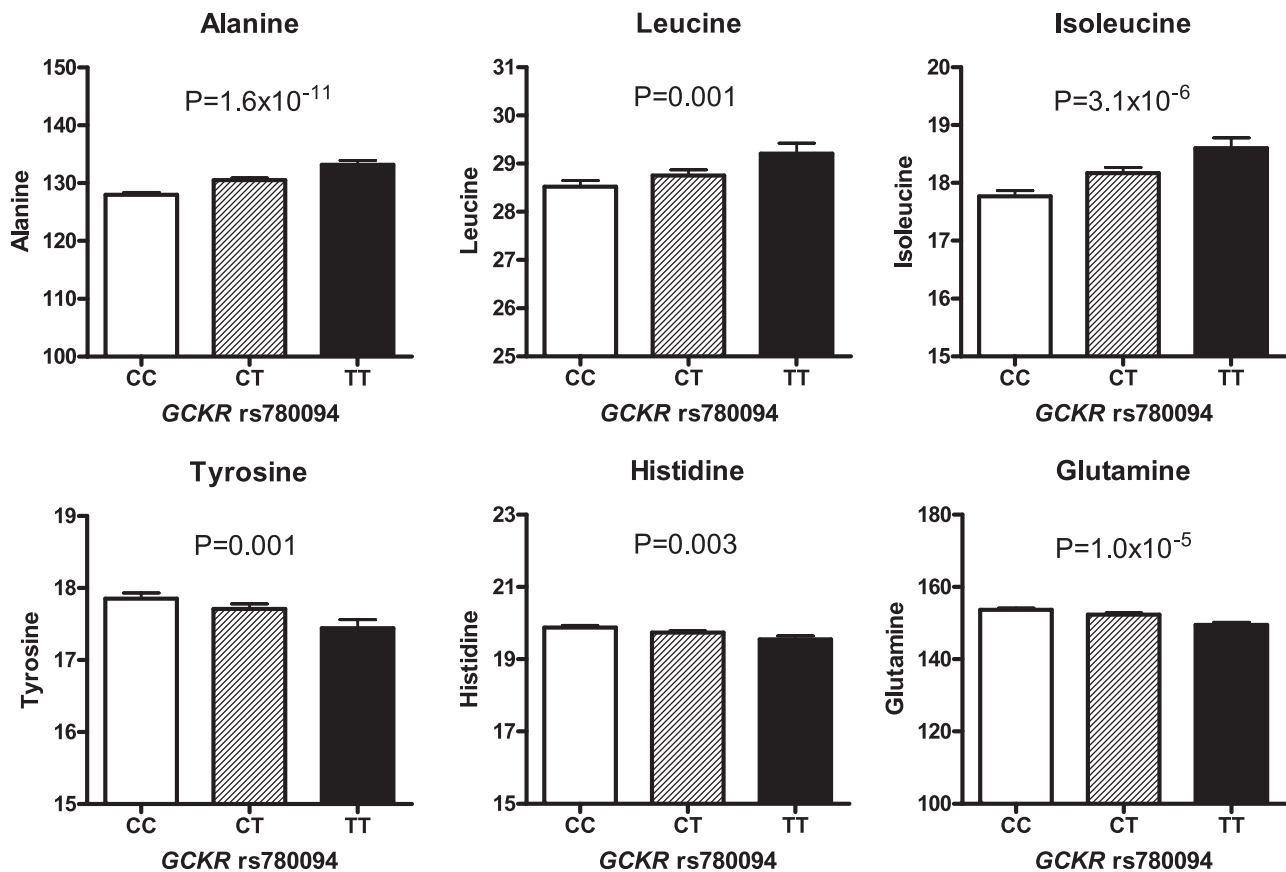 Alanine
150
140
130
120
110
100
Alanine
P=1.6x10⁻¹¹
CC CT TT
GCKR rs780094
Leucine
31
30
29
28
27
26
25
Leucine
P=0.001
CC CT TT
GCKR rs780094
Isoleucine
20
19
18
17
16
15
Isoleucine
P=3.1x10⁻⁶
CC CT TT
GCKR rs780094
Tyrosine
19
18
17
16
15
Tyrosine
P=0.001
CC CT TT
GCKR rs780094
Histidine
23
21
19
17
15
Histidine
P=0.003
CC CT TT
GCKR rs780094
Glutamine
180
160
140
120
100
Glutamine
P=1.0x10⁻⁵
CC CT TT
GCKR rs780094